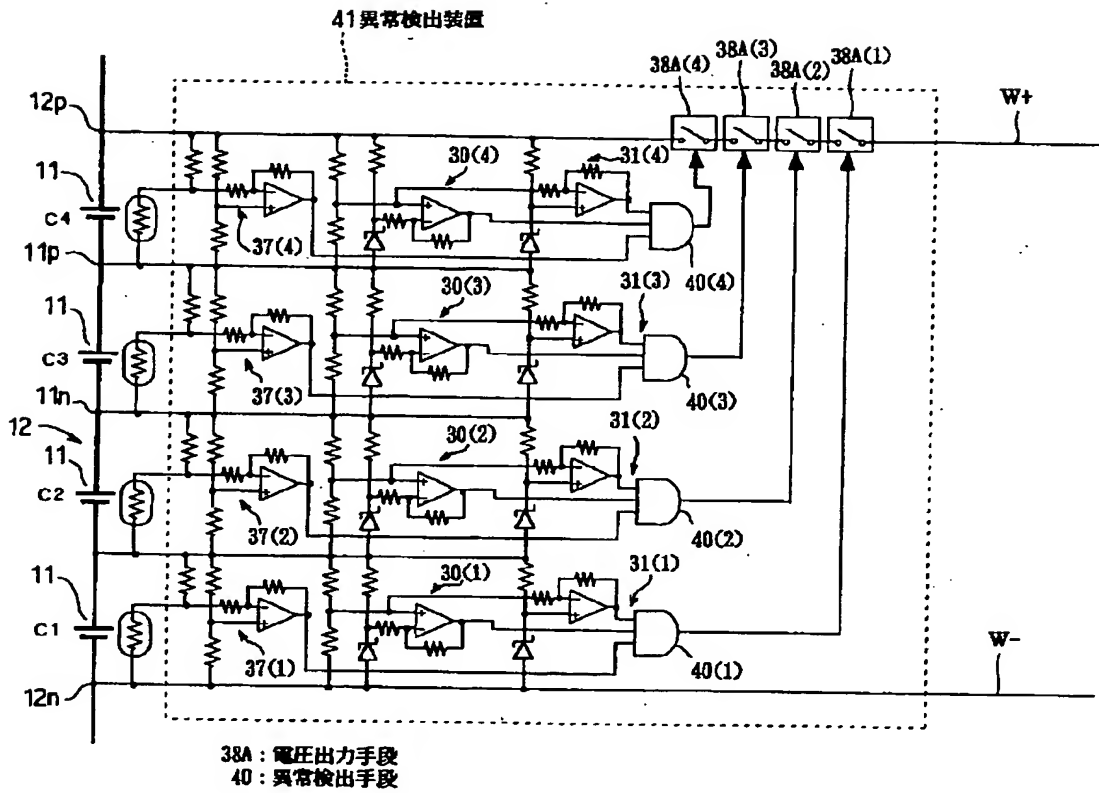 41異常検出装置
38A(4)
38A(3)
38A(2)
38A(1)
12p
W+
11
30(4)
31(4)
C4
37(4)
40(4)
11p
11
30(3)
31(3)
C3
37(3)
40(3)
11n
12
11
30(2)
31(2)
C2
37(2)
40(2)
11
30(1)
31(1)
C1
37(1)
40(1)
W-
12n
38A：電圧出力手段
40：異常検出手段